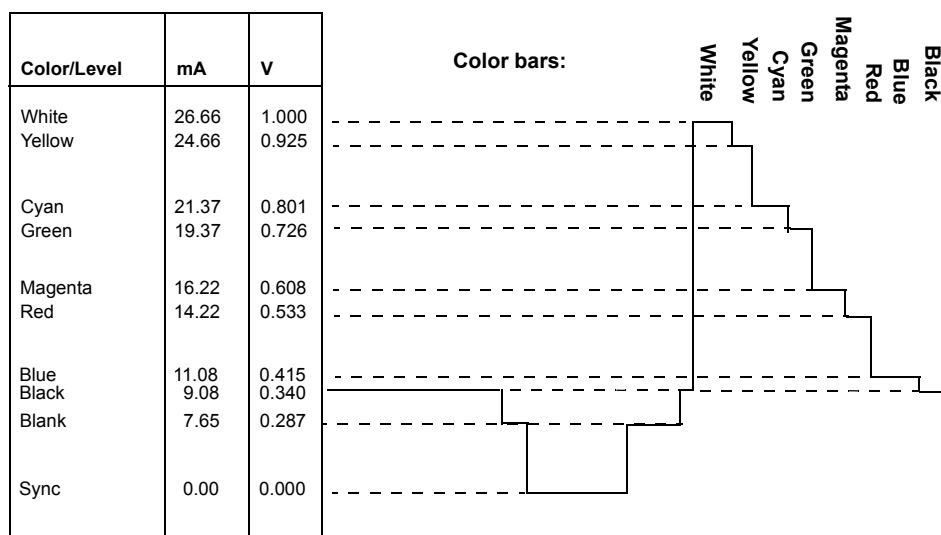 Color/Level mA V
Color bars:
White
Yellow
Cyan
Green
Magenta
Red
Blue
Black
White 26.66 1.000
Yellow 24.66 0.925
Cyan 21.37 0.801
Green 19.37 0.726
Magenta 16.22 0.608
Red 14.22 0.533
Blue 11.08 0.415
Black 9.08 0.340
Blank 7.65 0.287
Sync 0.00 0.000